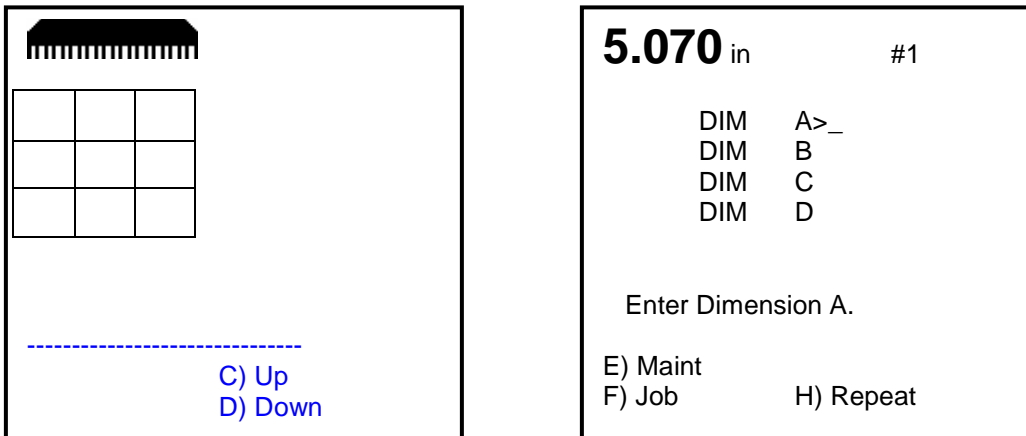 ------------------------------
C) Up
D) Down
5.070 in #1
DIM A>_
DIM B
DIM C
DIM D
Enter Dimension A.
E) Maint
F) Job H) Repeat